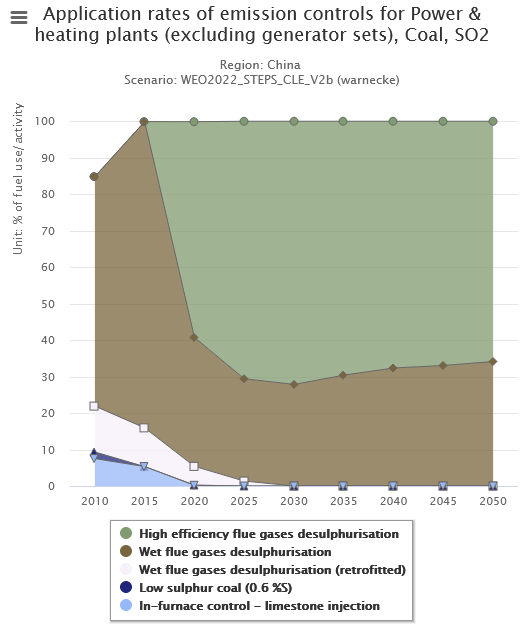 Application rates of emission controls for Power &
heating plants (excluding generator sets), Coal, SO2
Region: China
Scenario: WEO2022_STEPS_CLE_V2b (warnecke)
Unit: % of fuel use/activity
100
90
80
70
60
50
40
30
20
10
0
2010 2015 2020 2025 2030 2035 2040 2045 2050
High efficiency flue gases desulphurisation
Wet flue gases desulphurisation
Wet flue gases desulphurisation (retrofitted)
Low sulphur coal (0.6 %S)
In-furnace control - limestone injection